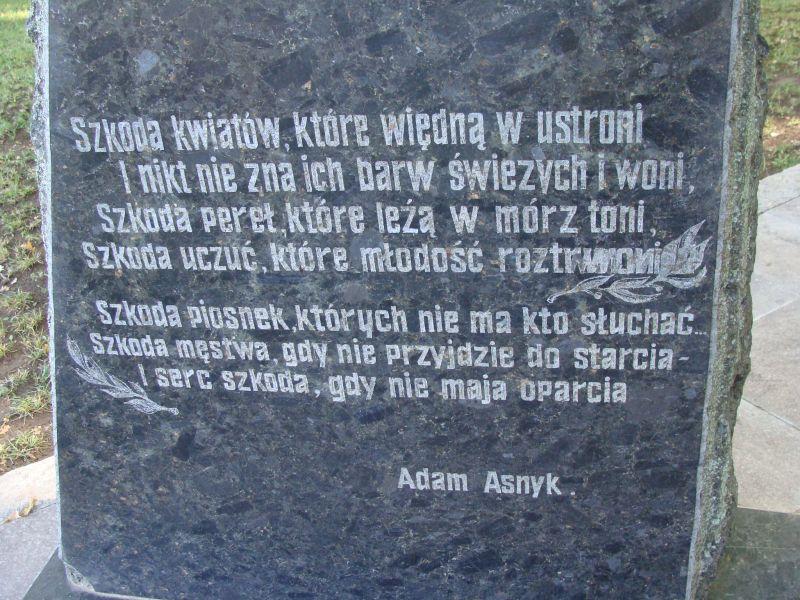 Szkoda kwiatów, które więdną w ustroni
I nikt nie zna ich barw świeżych i woni,
Szkoda pereł, które leżą w mórz toni,
Szkoda uczuć, które młodość roztrwoni
Szkoda piosnek, których nie ma kto słuchać...
Szkoda męstwa, gdy nie przyjdzie do starcia-
I serc szkoda, gdy nie maja oparcia
Adam Asnyk.